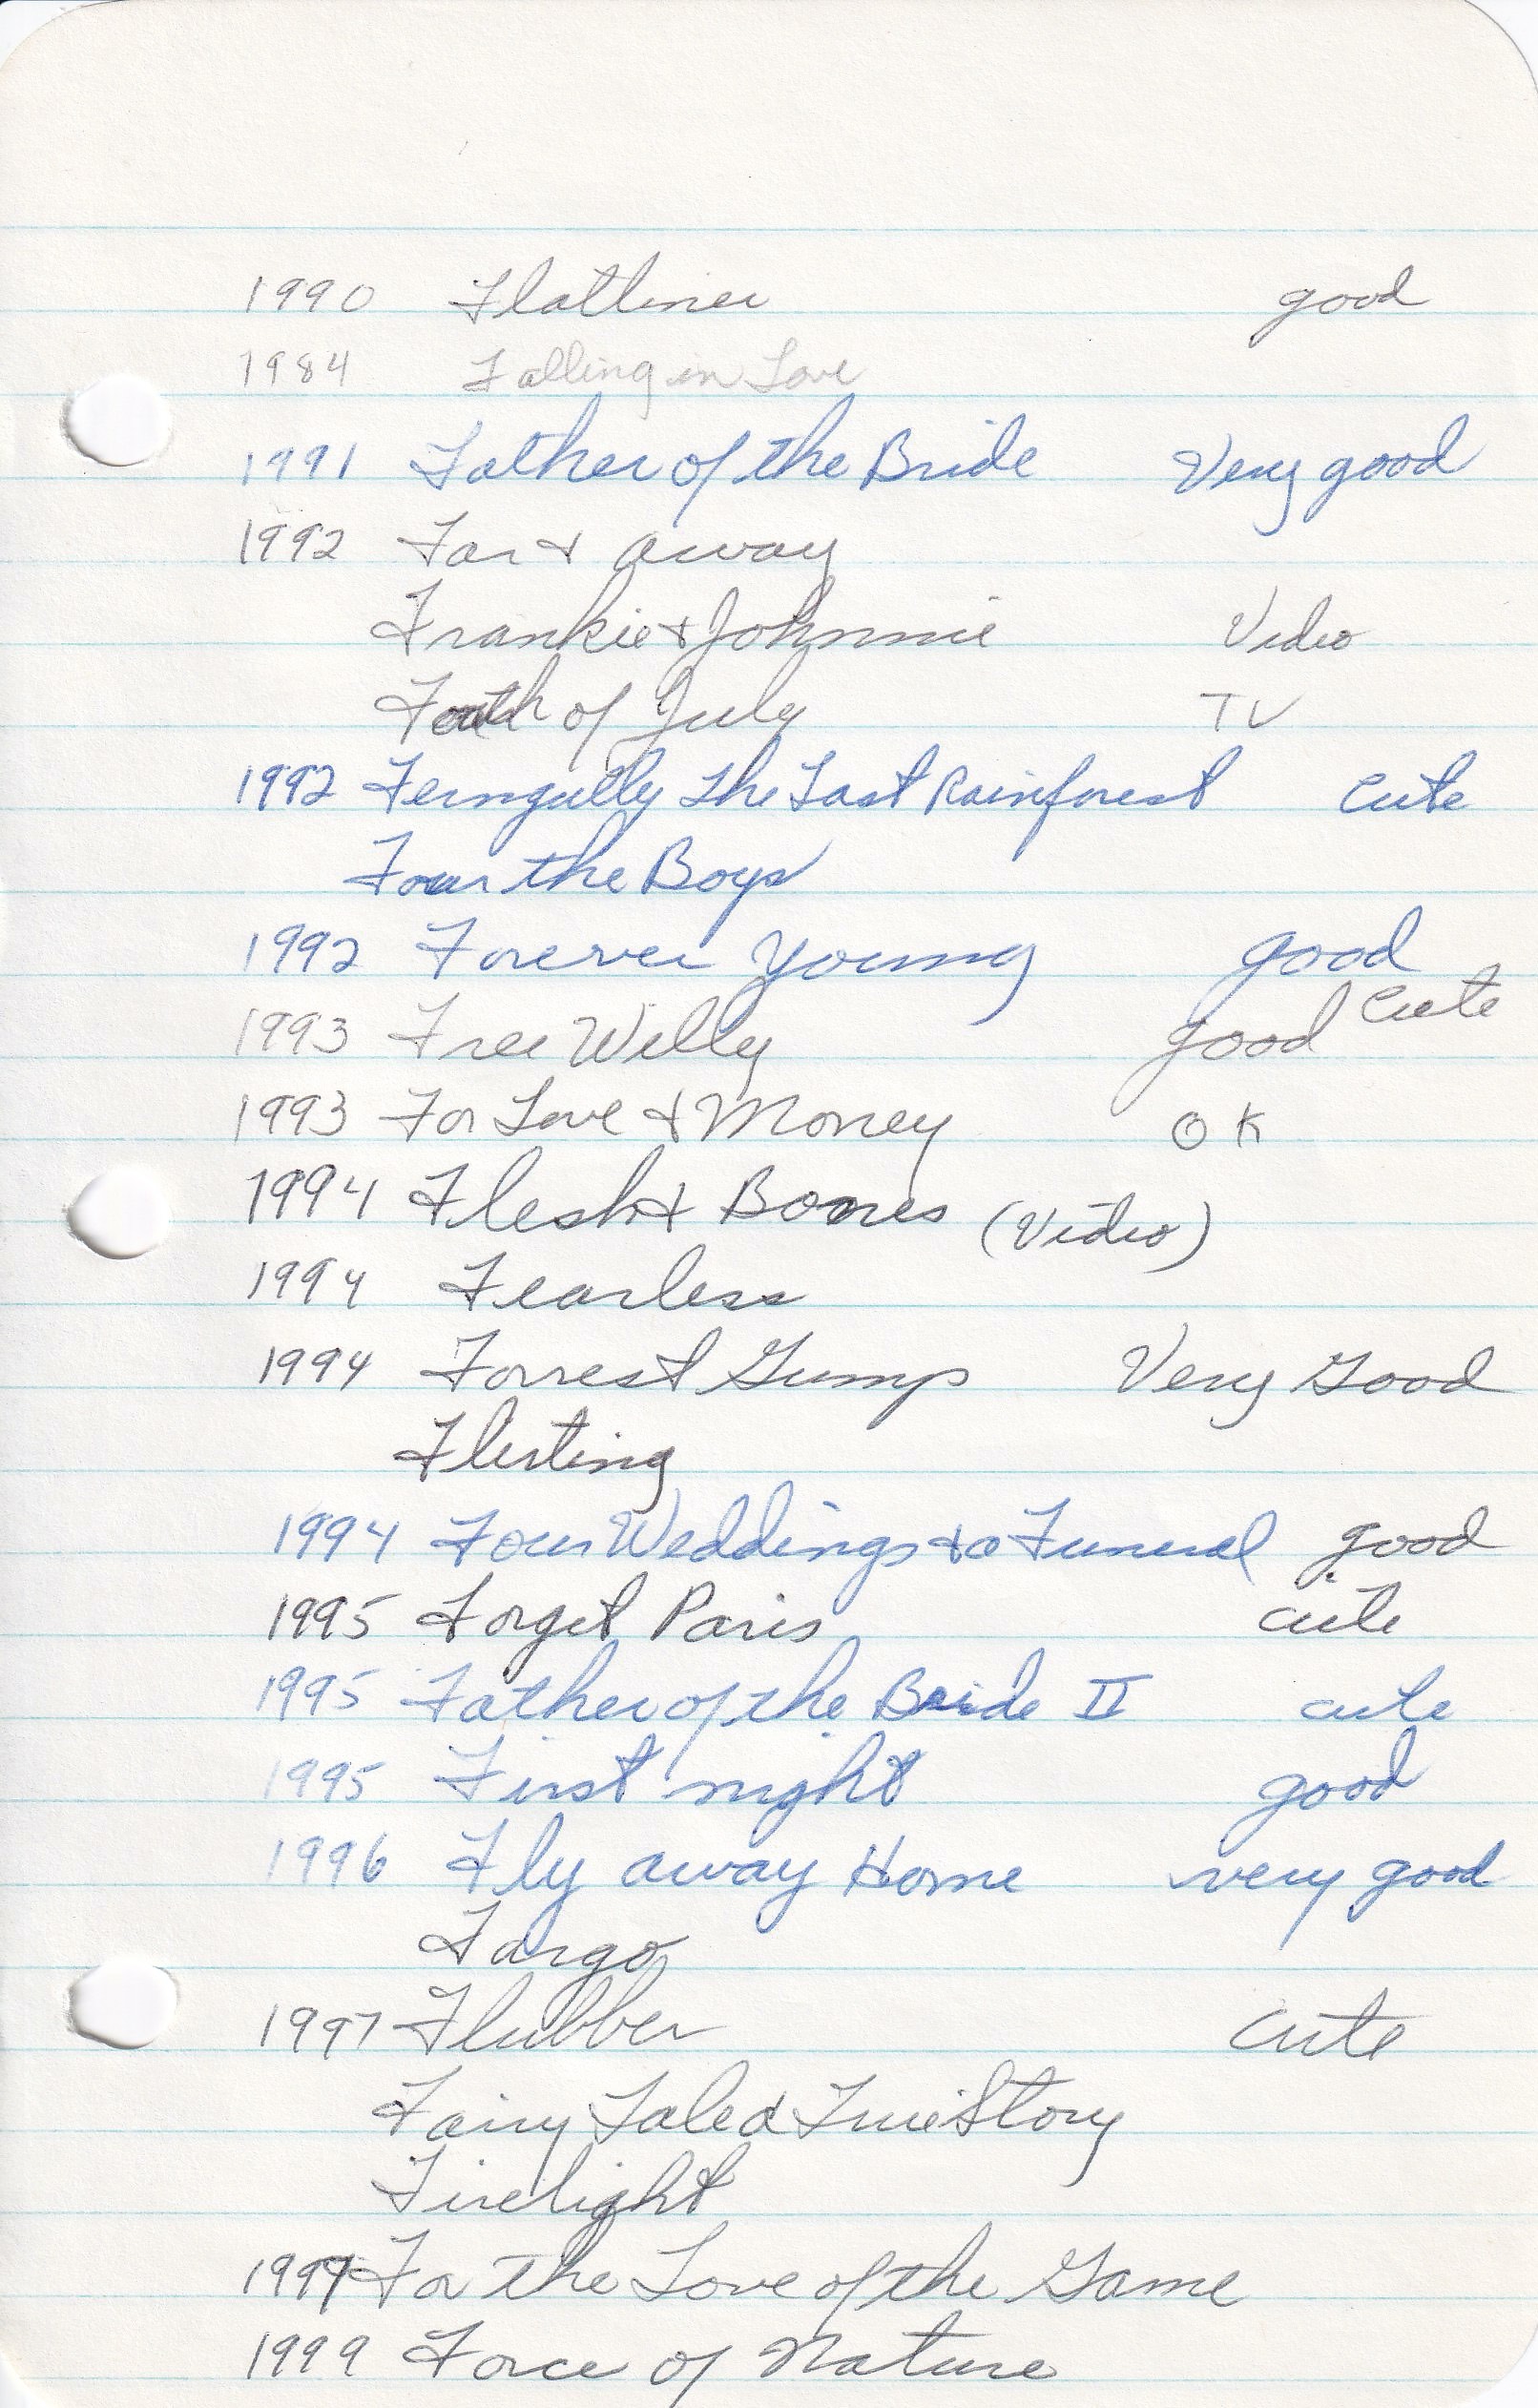 1990 Flatliner good
1984 Falling in Love
1991 Father of the Bride Very good
1992 Far & away
Frankie & Johnnie Video
Fouth of July TV
1992 Ferngully The Last Rainforest Cute
Four the Boys
1992 Forever Young good
1993 Free Willy good Cute
1993 For Love & Money OK
1994 Flesh & Bones (Video)
1994 Fearless
1994 Forrest Gump Very Good
Flirting
1994 Four Weddings & a Funeral good
1995 Forget Paris cute
1995 Father of the Bride II cute
1995 First night good
1996 Fly away Home very good
Fargo
1997 Flubber cute
Fairy Tale A True Story
Firelight
1999 For the Love of the Game
1999 Force of Nature